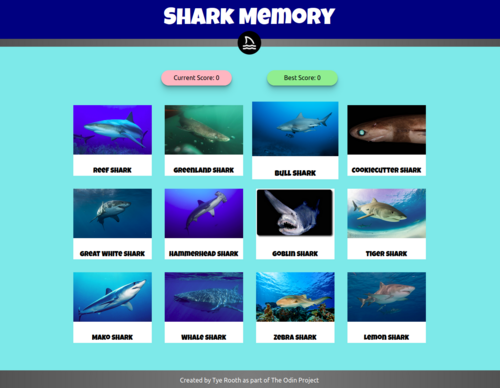 Shark Memory
Current Score: 0
Best Score: 0
Reef Shark
Greenland Shark
Bull Shark
Cookiecutter Shark
Great White Shark
Hammerhead Shark
Goblin Shark
Tiger Shark
Mako Shark
Whale Shark
Zebra Shark
Lemon Shark
Created by Tye Rooth as part of The Odin Project